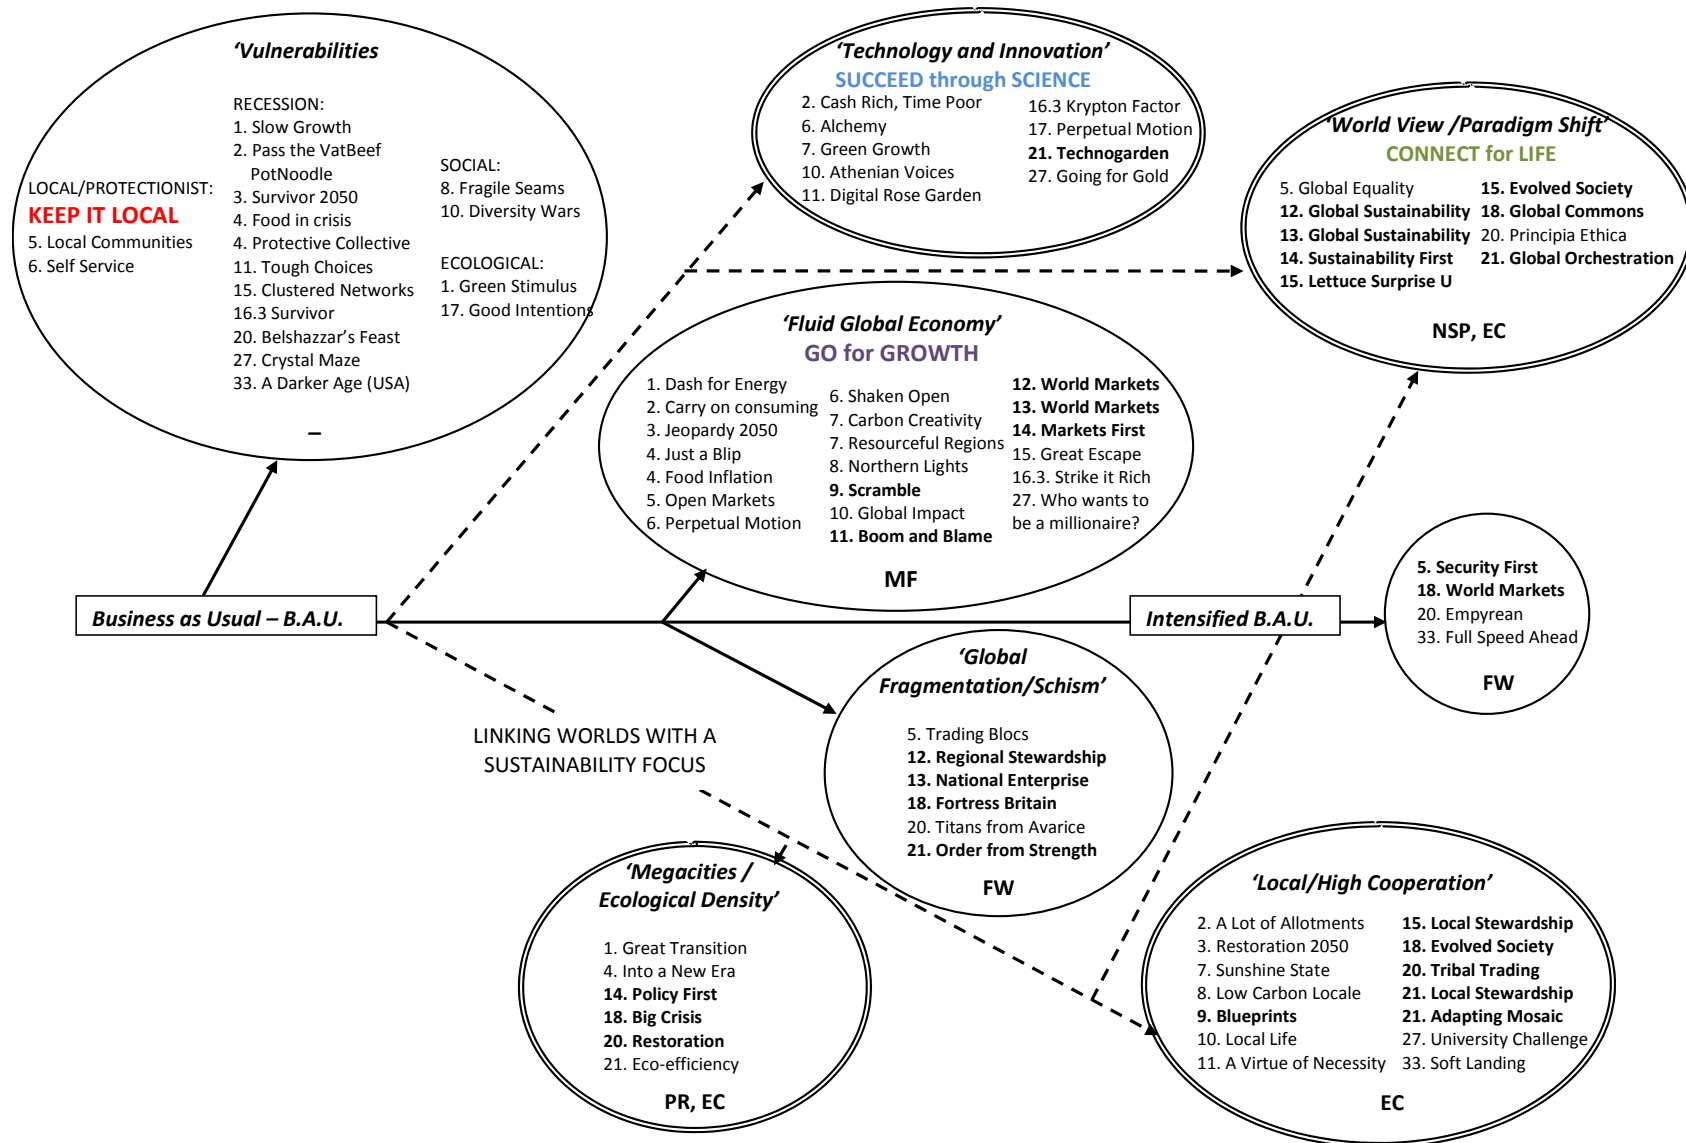 ‘Vulnerabilities
LOCAL/PROTECTIONIST:
KEEP IT LOCAL
5. Local Communities
6. Self Service
RECESSION:
1. Slow Growth
2. Pass the VatBeef
PotNoodle
3. Survivor 2050
4. Food in crisis
4. Protective Collective
11. Tough Choices
15. Clustered Networks
16.3 Survivor
20. Belshazzar’s Feast
27. Crystal Maze
33. A Darker Age (USA)
SOCIAL:
8. Fragile Seams
10. Diversity Wars
ECOLOGICAL:
1. Green Stimulus
17. Good Intentions
–
‘Technology and Innovation’
SUCCEED through SCIENCE
2. Cash Rich, Time Poor
6. Alchemy
7. Green Growth
10. Athenian Voices
11. Digital Rose Garden
16.3 Krypton Factor
17. Perpetual Motion
21. Technogarden
27. Going for Gold
‘World View /Paradigm Shift’
CONNECT for LIFE
5. Global Equality
12. Global Sustainability
13. Global Sustainability
14. Sustainability First
15. Lettuce Surprise U
15. Evolved Society
18. Global Commons
20. Principia Ethica
21. Global Orchestration
NSP, EC
‘Fluid Global Economy’
GO for GROWTH
1. Dash for Energy
2. Carry on consuming
3. Jeopardy 2050
4. Just a Blip
4. Food Inflation
5. Open Markets
6. Perpetual Motion
6. Shaken Open
7. Carbon Creativity
7. Resourceful Regions
8. Northern Lights
9. Scramble
10. Global Impact
11. Boom and Blame
12. World Markets
13. World Markets
14. Markets First
15. Great Escape
16.3. Strike it Rich
27. Who wants to
be a millionaire?
MF
Business as Usual – B.A.U.
Intensified B.A.U.
5. Security First
18. World Markets
20. Empyrean
33. Full Speed Ahead
FW
LINKING WORLDS WITH A
SUSTAINABILITY FOCUS
‘Global
Fragmentation/Schism’
5. Trading Blocs
12. Regional Stewardship
13. National Enterprise
18. Fortress Britain
20. Titans from Avarice
21. Order from Strength
FW
‘Megacities /
Ecological Density’
1. Great Transition
4. Into a New Era
14. Policy First
18. Big Crisis
20. Restoration
21. Eco-efficiency
PR, EC
‘Local/High Cooperation’
2. A Lot of Allotments
3. Restoration 2050
7. Sunshine State
8. Low Carbon Locale
9. Blueprints
10. Local Life
11. A Virtue of Necessity
15. Local Stewardship
18. Evolved Society
20. Tribal Trading
21. Local Stewardship
21. Adapting Mosaic
27. University Challenge
33. Soft Landing
EC